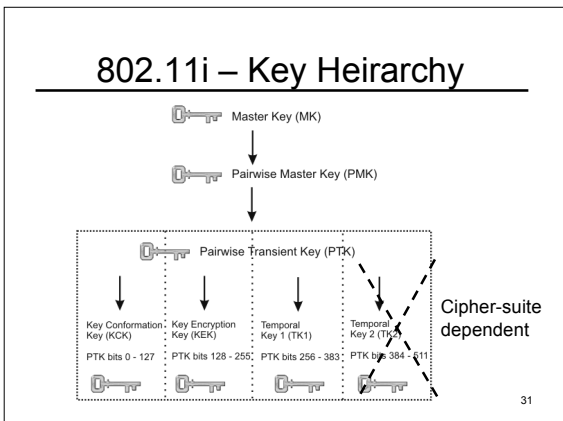 802.11i – Key Heirarchy
Master Key (MK)
Pairwise Master Key (PMK)
Pairwise Transient Key (PTK)
Key Conformation
Key (KCK)
PTK bits 0 - 127
Key Encryption
Key (KEK)
PTK bits 128 - 255
Temporal
Key 1 (TK1)
PTK bits 256 - 383
Temporal
Key 2 (TK2)
PTK bits 384 - 511
Cipher-suite
dependent
31